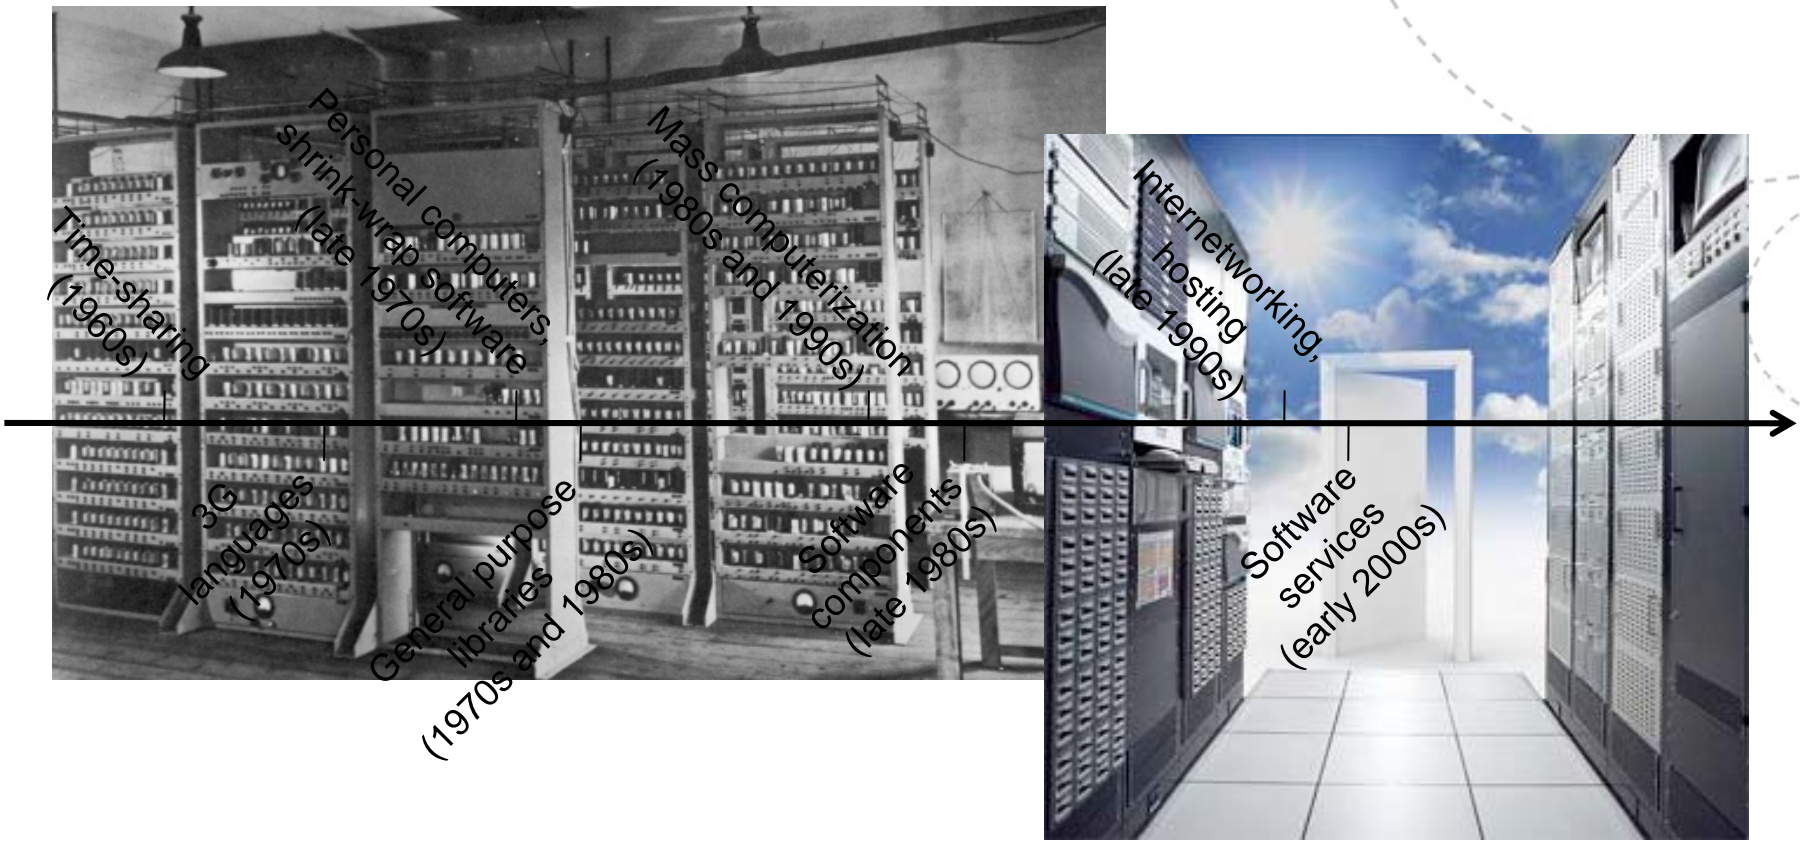 Time-sharing
(1960s)
3G
languages
(1970s)
Personal computers,
shrink-wrap software
(late 1970s)
General purpose
libraries
(1970s and 1980s)
Mass computerization
(1980s and 1990s)
Software
components
(late 1980s)
Internetworking,
hosting
(late 1990s)
Software
services
(early 2000s)